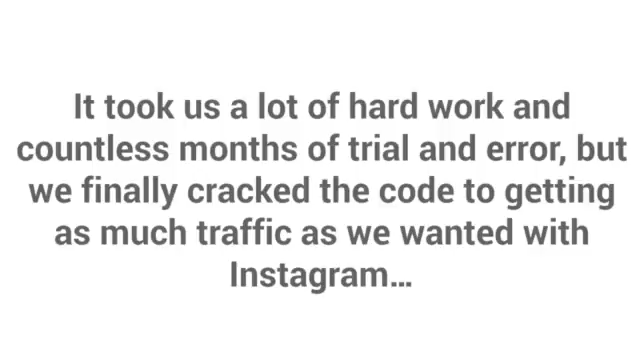 It took us a lot of hard work and
countless months of trial and error, but
we finally cracked the code to getting
as much traffic as we wanted with
Instagram...